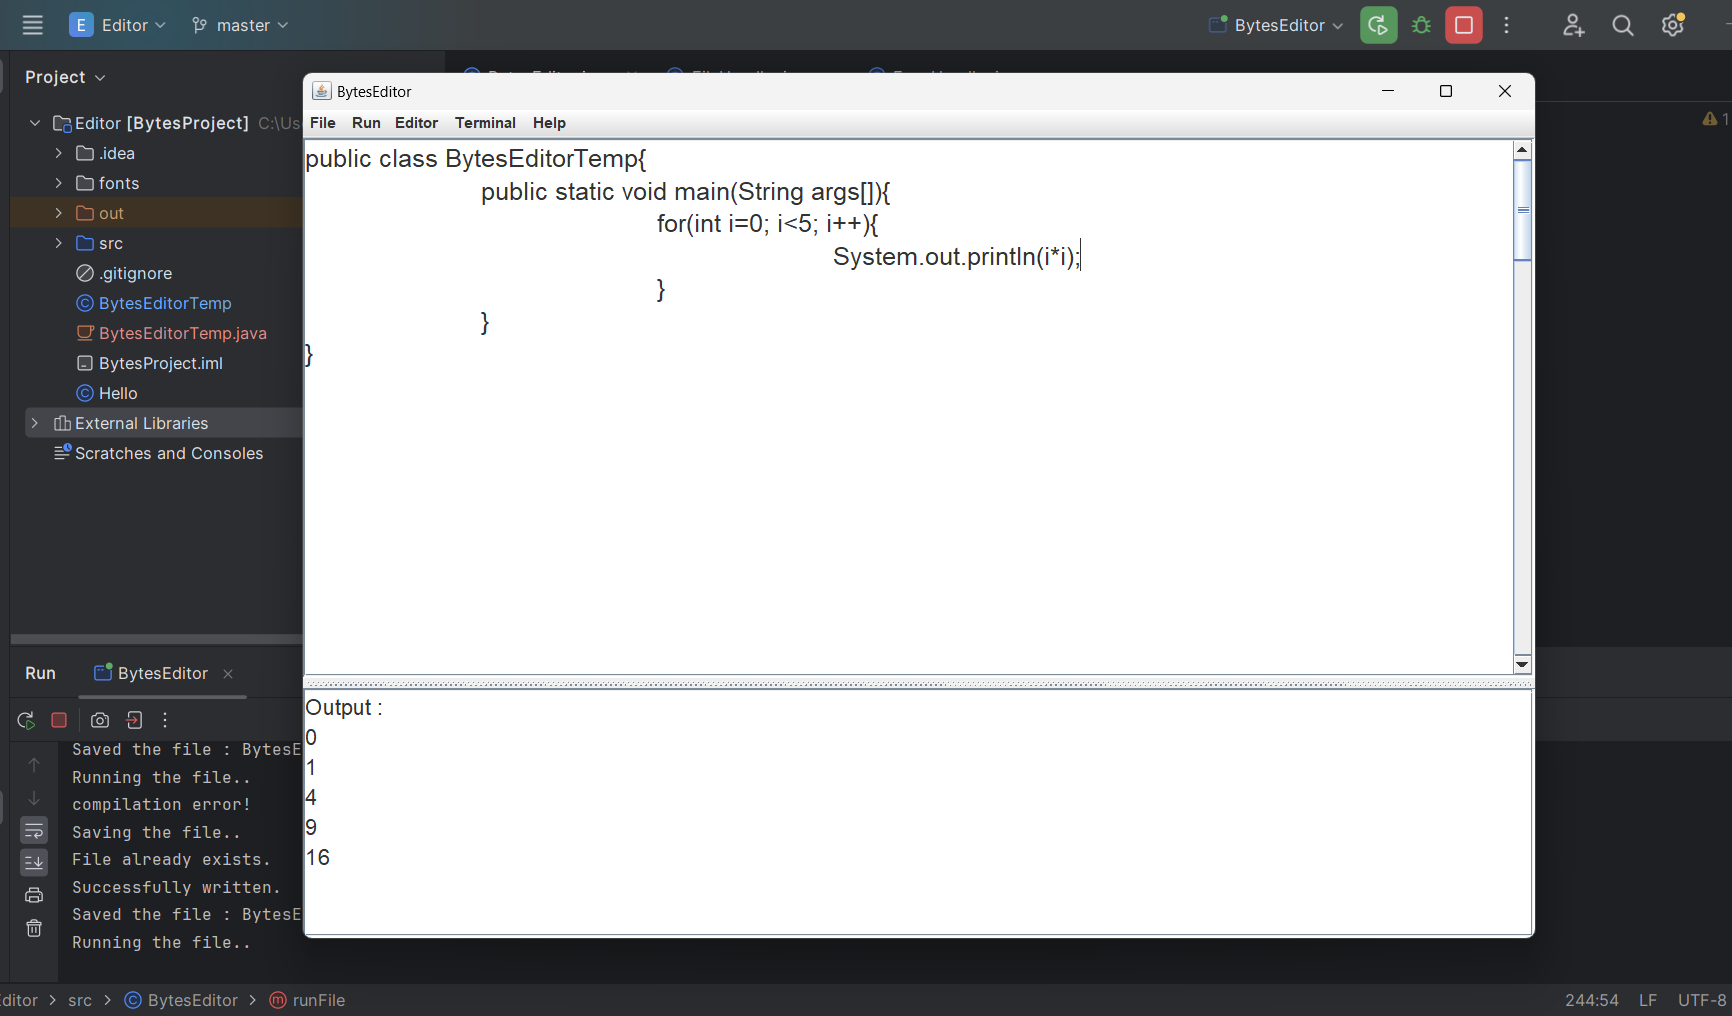 E Editor master BytesEditor
Project
Editor [BytesProject] C:\Us
.idea
fonts
out
src
.gitignore
BytesEditorTemp
BytesEditorTemp.java
BytesProject.iml
Hello
External Libraries
Scratches and Consoles
1
BytesEditor
File Run Editor Terminal Help
public class BytesEditorTemp{
public static void main(String args[]){
for(int i=0; i<5; i++){
System.out.println(i*i);
}
}
}
Output :
0
1
4
9
16
Run BytesEditor
Saved the file : BytesE
Running the file..
compilation error!
Saving the file..
File already exists.
Successfully written.
Saved the file : BytesE
Running the file..
ditor > src > BytesEditor > runFile
244:54 LF UTF-8